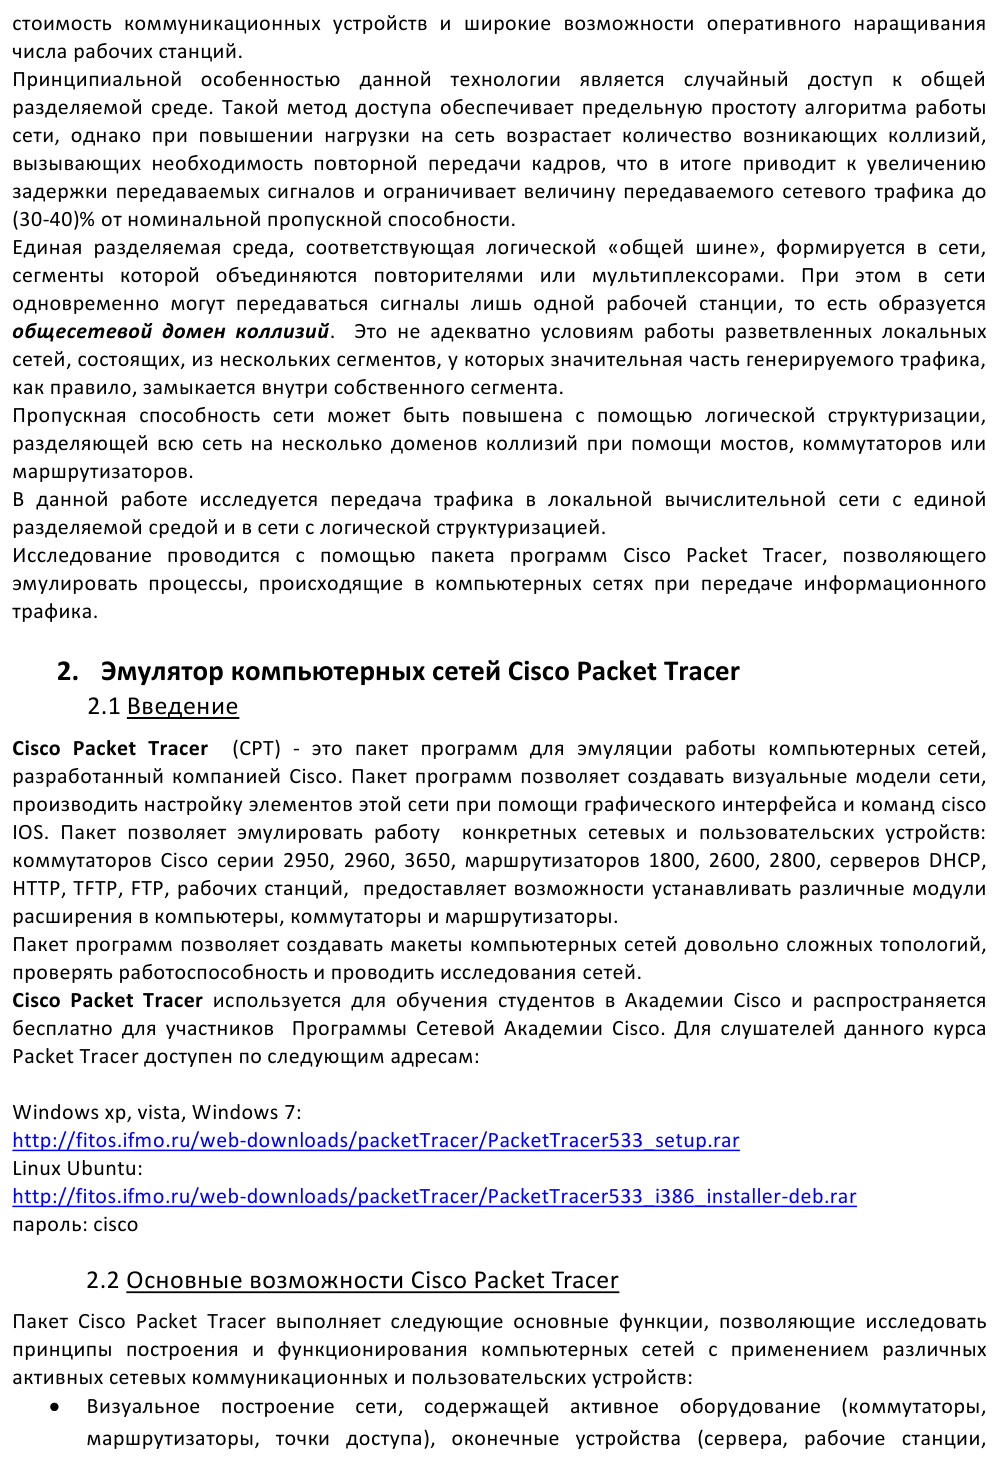 стоимость коммуникационных устройств и широкие возможности оперативного наращивания
числа рабочих станций.
Принципиальной особенностью данной технологии является случайный доступ к общей
разделяемой среде. Такой метод доступа обеспечивает предельную простоту алгоритма работы
сети, однако при повышении нагрузки на сеть возрастает количество возникающих коллизий,
вызывающих необходимость повторной передачи кадров, что в итоге приводит к увеличению
задержки передаваемых сигналов и ограничивает величину передаваемого сетевого трафика до
(30-40)% от номинальной пропускной способности.
Единая разделяемая среда, соответствующая логической «общей шине», формируется в сети,
сегменты которой объединяются повторителями или мультиплексорами. При этом в сети
одновременно могут передаваться сигналы лишь одной рабочей станции, то есть образуется
общесетевой домен коллизий. Это не адекватно условиям работы разветвленных локальных
сетей, состоящих, из нескольких сегментов, у которых значительная часть генерируемого трафика,
как правило, замыкается внутри собственного сегмента.
Пропускная способность сети может быть повышена с помощью логической структуризации,
разделяющей всю сеть на несколько доменов коллизий при помощи мостов, коммутаторов или
маршрутизаторов.
В данной работе исследуется передача трафика в локальной вычислительной сети с единой
разделяемой средой и в сети с логической структуризацией.
Исследование проводится с помощью пакета программ Cisco Packet Tracer, позволяющего
эмулировать процессы, происходящие в компьютерных сетях при передаче информационного
трафика.
2. Эмулятор компьютерных сетей Cisco Packet Tracer
2.1 Введение
Cisco Packet Tracer (CPT) - это пакет программ для эмуляции работы компьютерных сетей,
разработанный компанией Cisco. Пакет программ позволяет создавать визуальные модели сети,
производить настройку элементов этой сети при помощи графического интерфейса и команд cisco
IOS. Пакет позволяет эмулировать работу конкретных сетевых и пользовательских устройств:
коммутаторов Cisco серии 2950, 2960, 3650, маршрутизаторов 1800, 2600, 2800, серверов DHCP,
HTTP, TFTP, FTP, рабочих станций, предоставляет возможности устанавливать различные модули
расширения в компьютеры, коммутаторы и маршрутизаторы.
Пакет программ позволяет создавать макеты компьютерных сетей довольно сложных топологий,
проверять работоспособность и проводить исследования сетей.
Cisco Packet Tracer используется для обучения студентов в Академии Cisco и распространяется
бесплатно для участников Программы Сетевой Академии Cisco. Для слушателей данного курса
Packet Tracer доступен по следующим адресам:
Windows xp, vista, Windows 7:
http://fitos.ifmo.ru/web-downloads/packetTracer/PacketTracer533_setup.rar
Linux Ubuntu:
http://fitos.ifmo.ru/web-downloads/packetTracer/PacketTracer533_i386_installer-deb.rar
пароль: cisco
2.2 Основные возможности Cisco Packet Tracer
Пакет Cisco Packet Tracer выполняет следующие основные функции, позволяющие исследовать
принципы построения и функционирования компьютерных сетей с применением различных
активных сетевых коммуникационных и пользовательских устройств:
• Визуальное построение сети, содержащей активное оборудование (коммутаторы,
маршрутизаторы, точки доступа), оконечные устройства (сервера, рабочие станции,